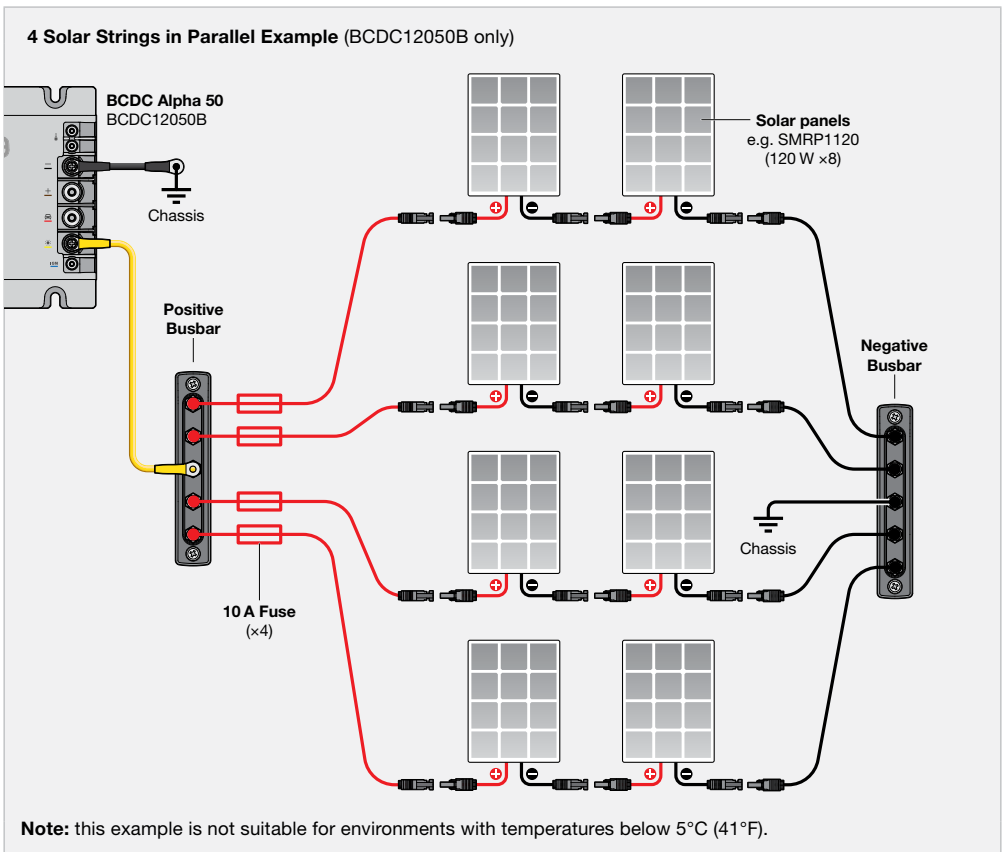 4 Solar Strings in Parallel Example (BCDC12050B only)
BCDC Alpha 50
BCDC12050B
Chassis
Solar panels
e.g. SMRP1120
(120 W ×8)
Positive
Busbar
Negative
Busbar
Chassis
10 A Fuse
(×4)
Note: this example is not suitable for environments with temperatures below 5°C (41°F).